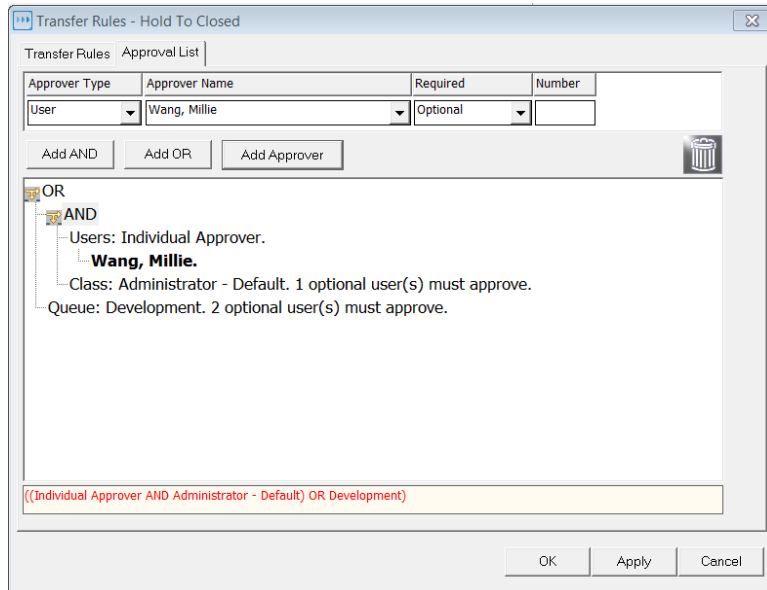 Transfer Rules - Hold To Closed
Transfer Rules Approval List
Approver Type Approver Name Required Number
User Wang, Millie Optional
Add AND Add OR Add Approver
OR
AND
Users: Individual Approver.
Wang, Millie.
Class: Administrator - Default. 1 optional user(s) must approve.
Queue: Development. 2 optional user(s) must approve.
((Individual Approver AND Administrator - Default) OR Development)
OK Apply Cancel